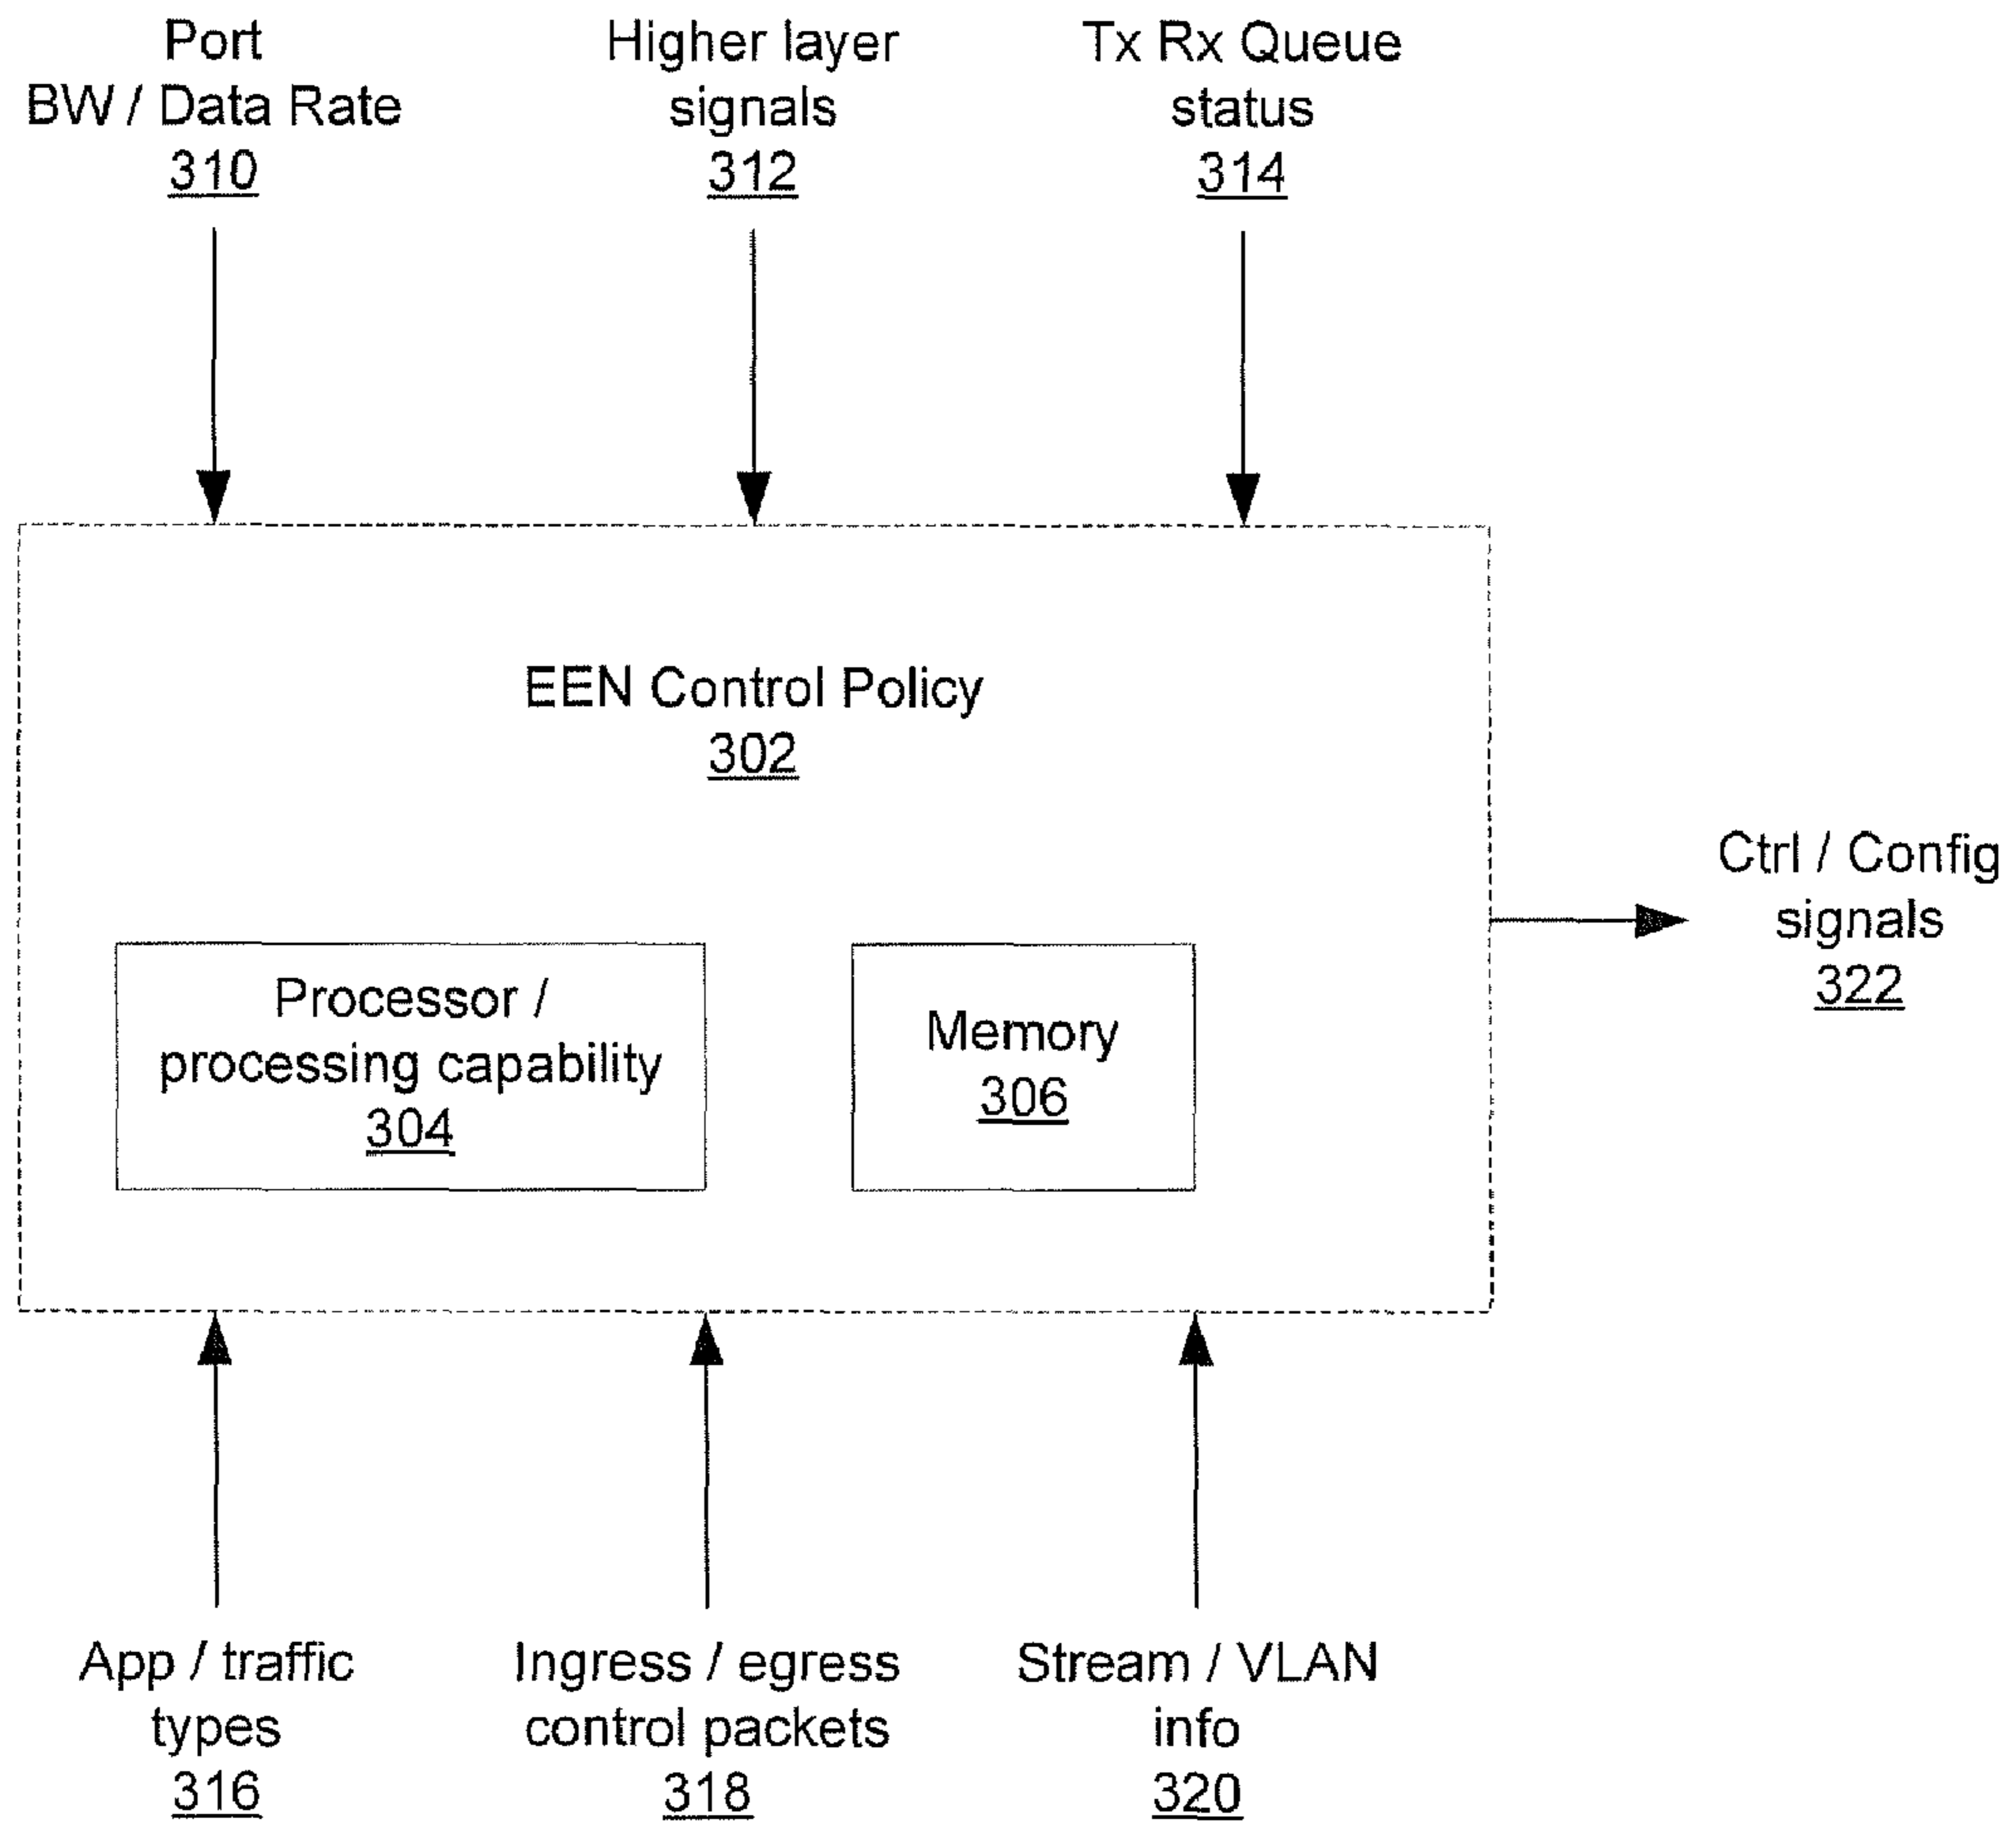 Port
BW / Data Rate
310
Higher layer
signals
312
Tx Rx Queue
status
314
EEN Control Policy
302
Processor /
processing capability
304
Memory
306
Ctrl / Config
signals
322
App / traffic
types
316
Ingress / egress
control packets
318
Stream / VLAN
info
320